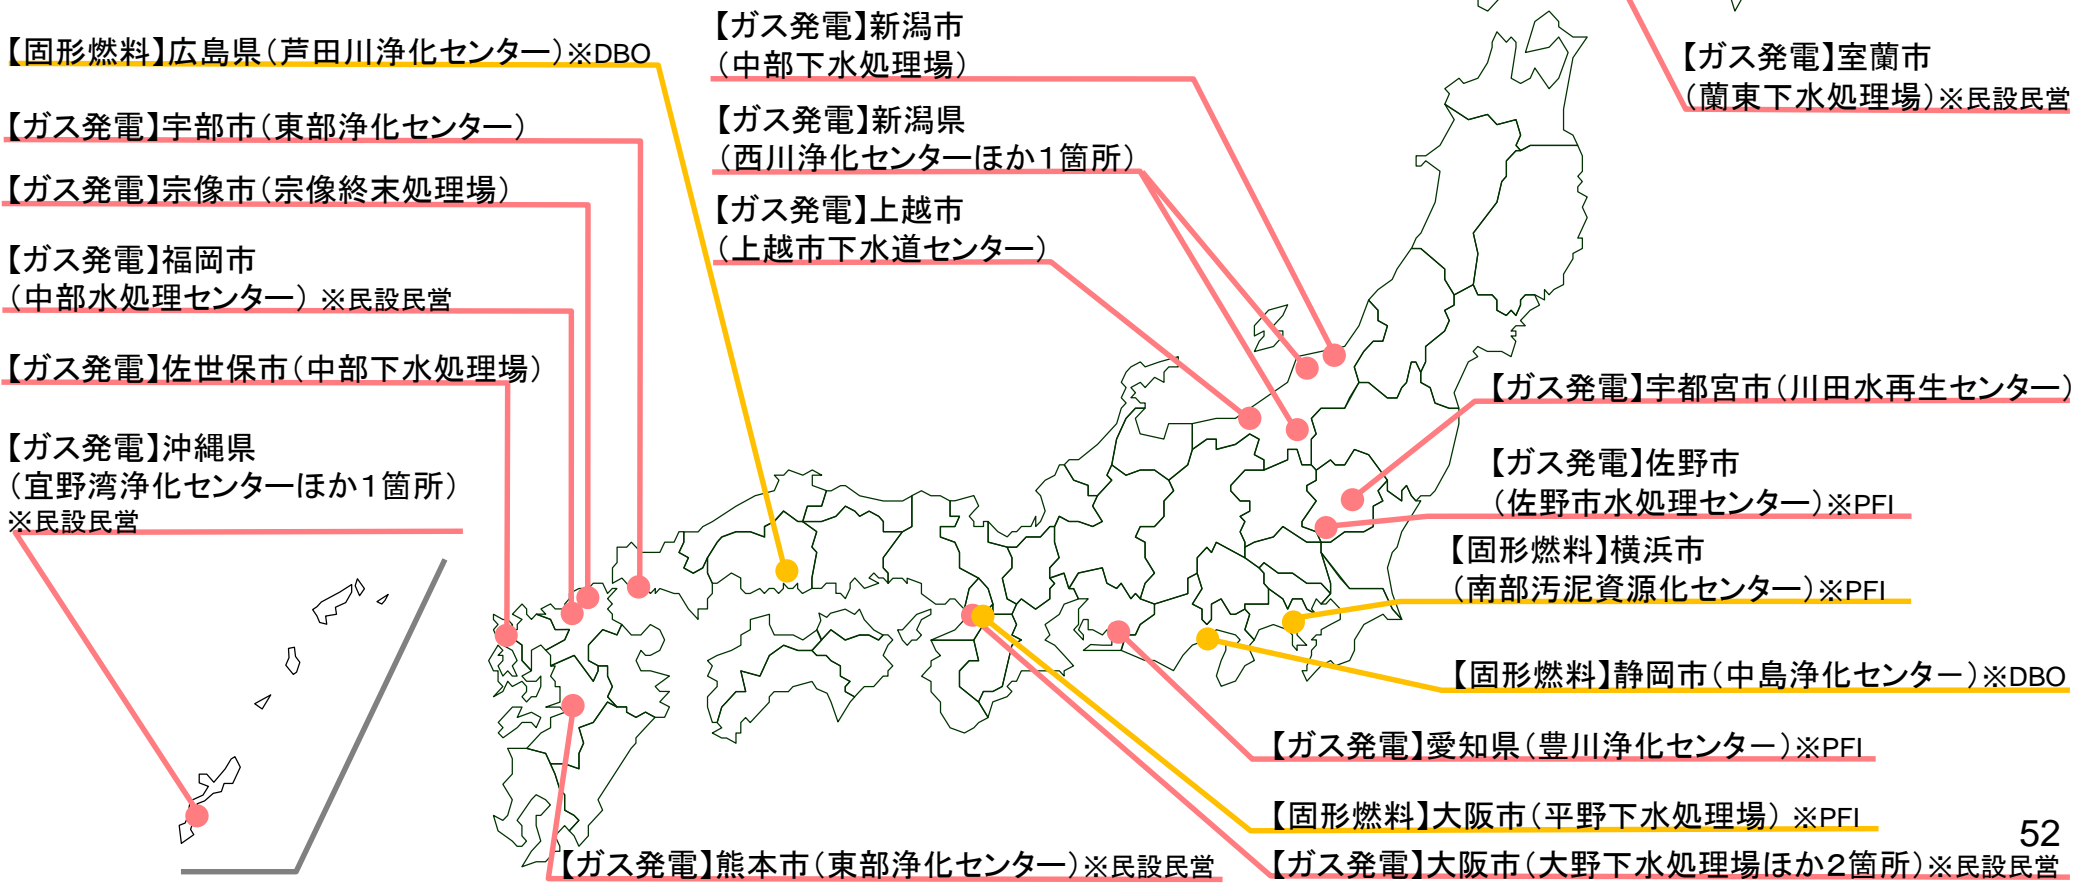 【固形燃料】広島県（芦田川浄化センター）※DBO
【ガス発電】宇部市（東部浄化センター）
【ガス発電】宗像市（宗像終末処理場）
【ガス発電】福岡市
（中部水処理センター）※民設民営
【ガス発電】佐世保市（中部下水処理場）
【ガス発電】沖縄県
（宜野湾浄化センターほか１箇所）
※民設民営
【ガス発電】新潟市
（中部下水処理場）
【ガス発電】新潟県
（西川浄化センターほか１箇所）
【ガス発電】上越市
（上越市下水道センター）
【ガス発電】室蘭市
（蘭東下水処理場）※民設民営
【ガス発電】宇都宮市（川田水再生センター）
【ガス発電】佐野市
（佐野市水処理センター）※PFI
【固形燃料】横浜市
（南部汚泥資源化センター）※PFI
【固形燃料】静岡市（中島浄化センター）※DBO
【ガス発電】愛知県（豊川浄化センター）※PFI
【固形燃料】大阪市（平野下水処理場）※PFI
【ガス発電】大阪市（大野下水処理場ほか２箇所）※民設民営
【ガス発電】熊本市（東部浄化センター）※民設民営
52